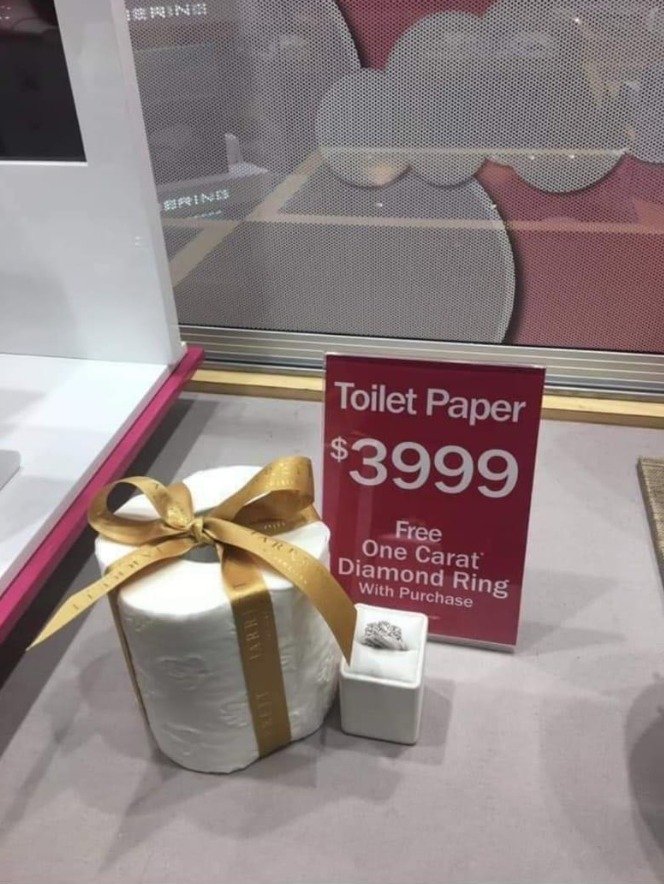 Toilet Paper
$3999
Free
One Carat*
Diamond Ring
With Purchase